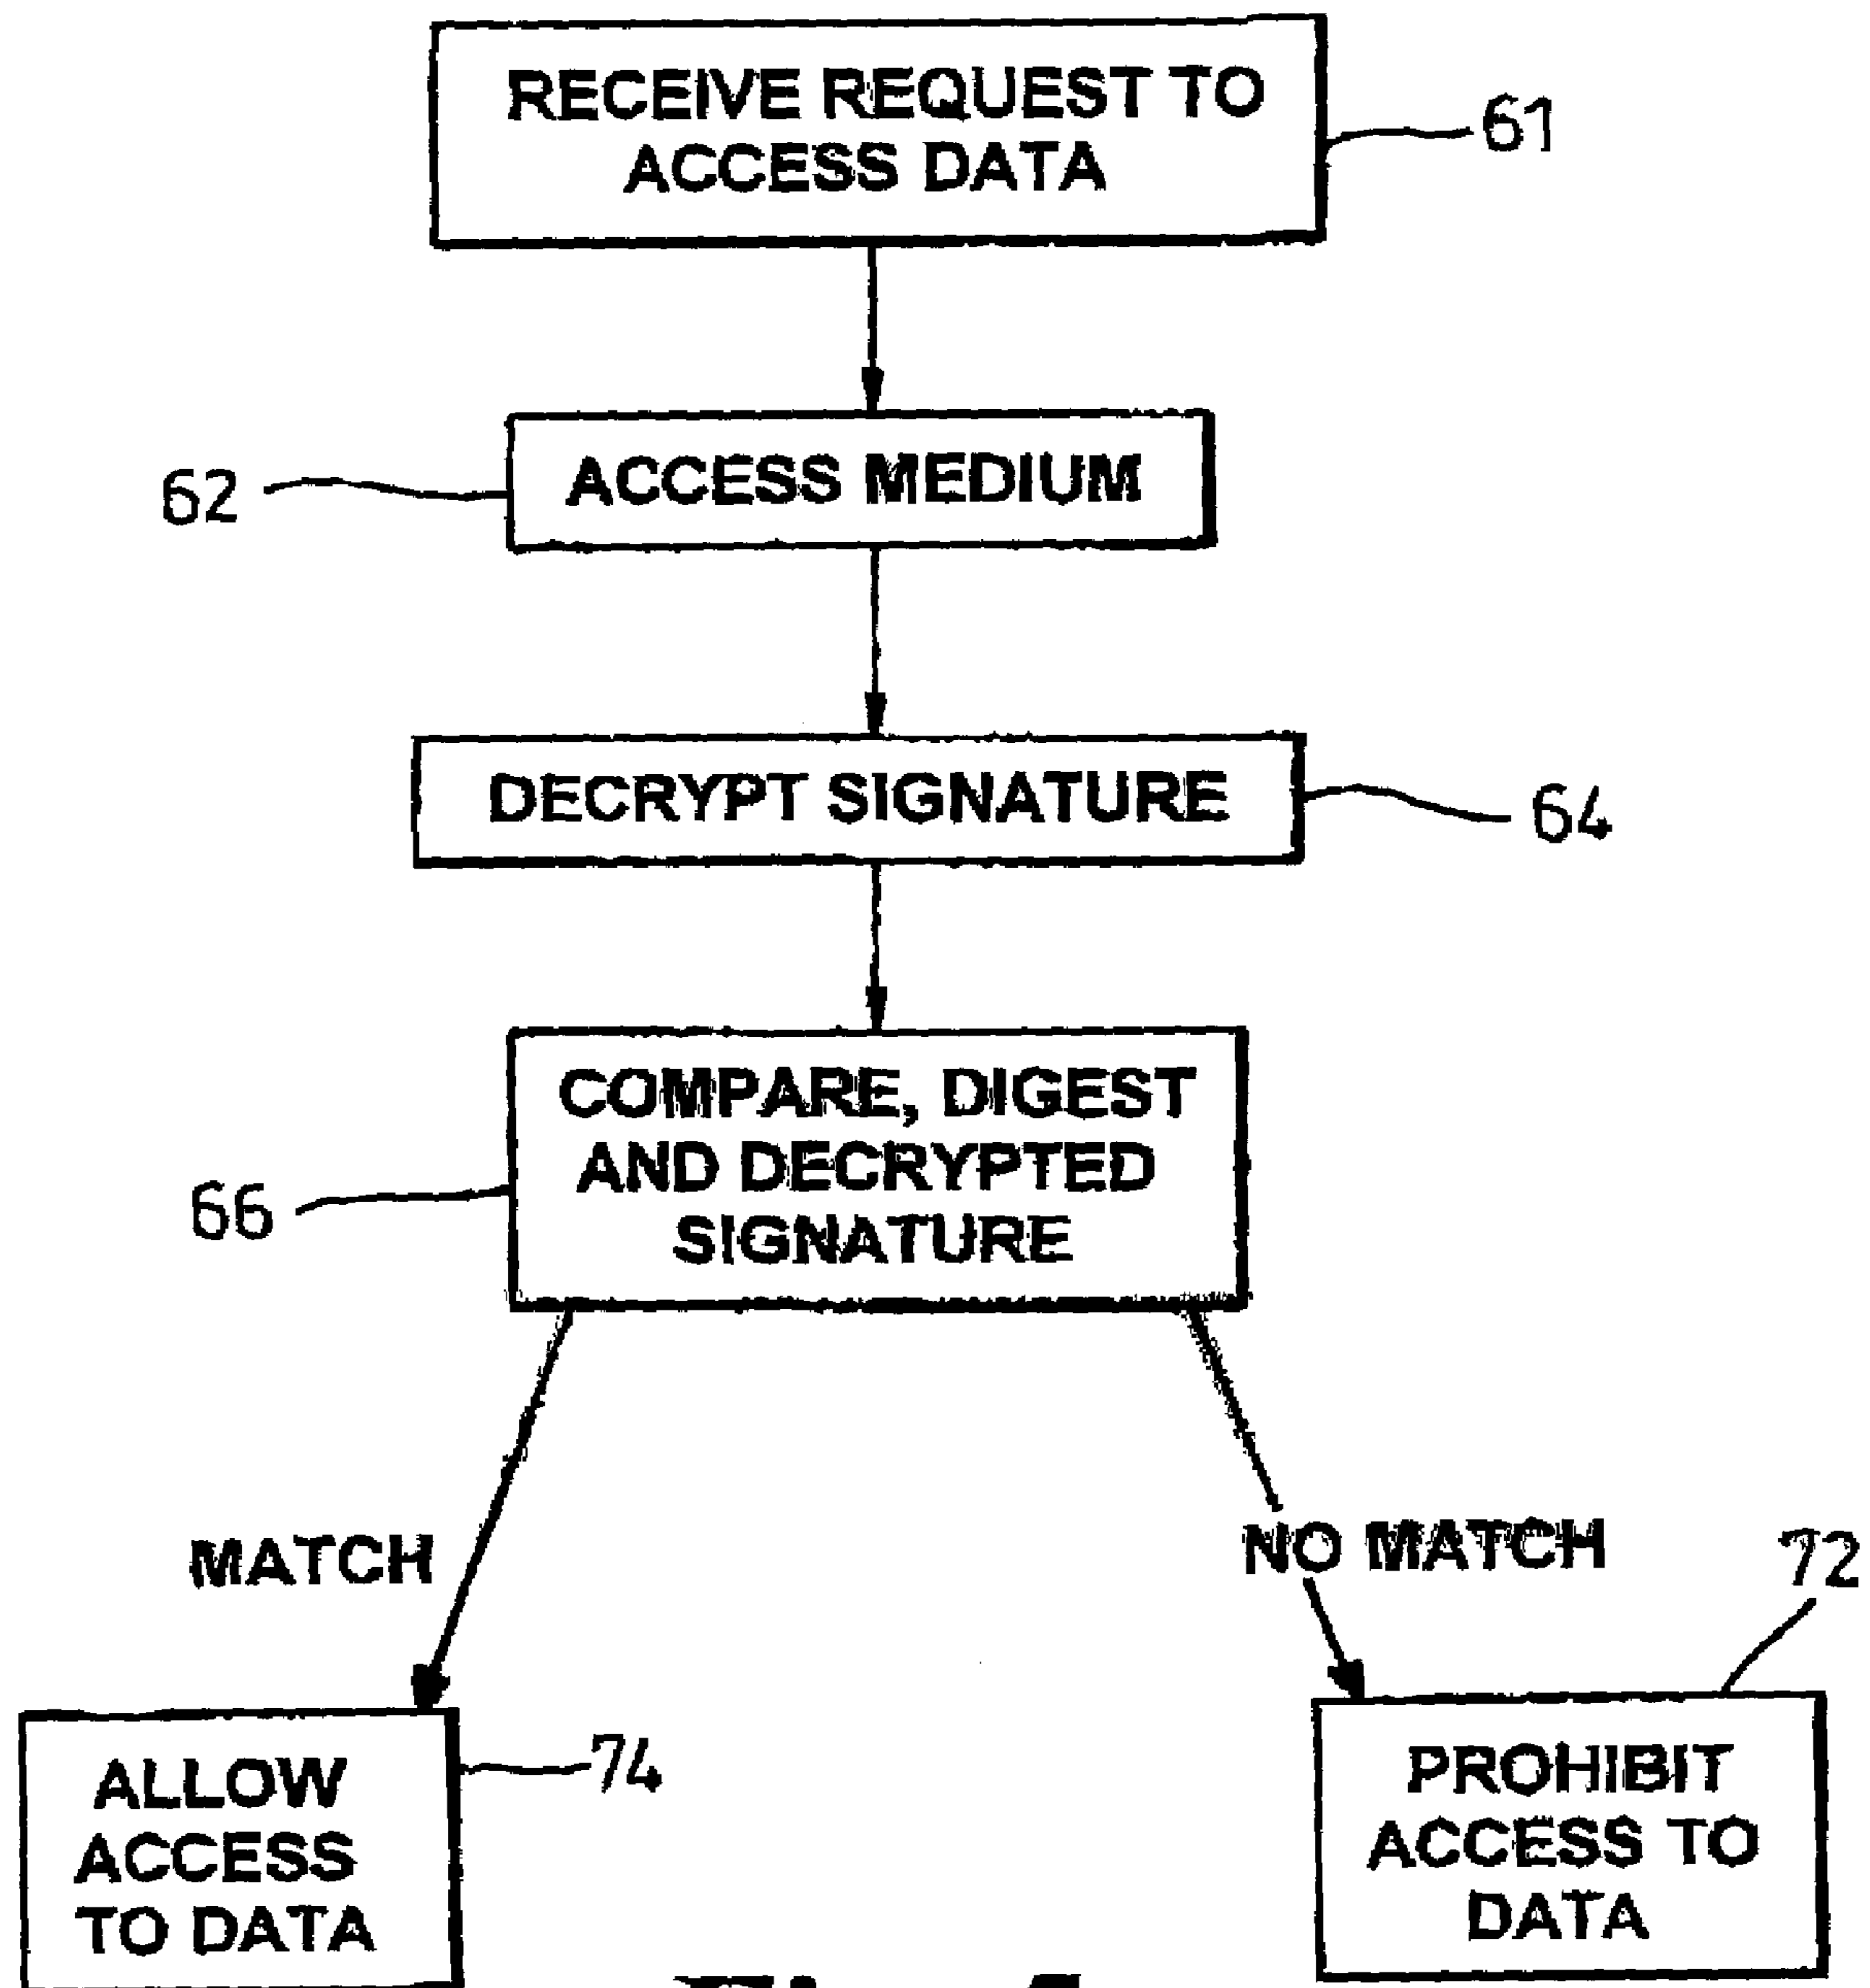 RECEIVE REQUEST TO
ACCESS DATA
61
ACCESS MEDIUM
62
DECRYPT SIGNATURE
64
COMPARE, DIGEST
AND DECRYPTED
SIGNATURE
66
MATCH
NO MATCH
72
ALLOW
ACCESS
TO DATA
74
PROHIBIT
ACCESS TO
DATA